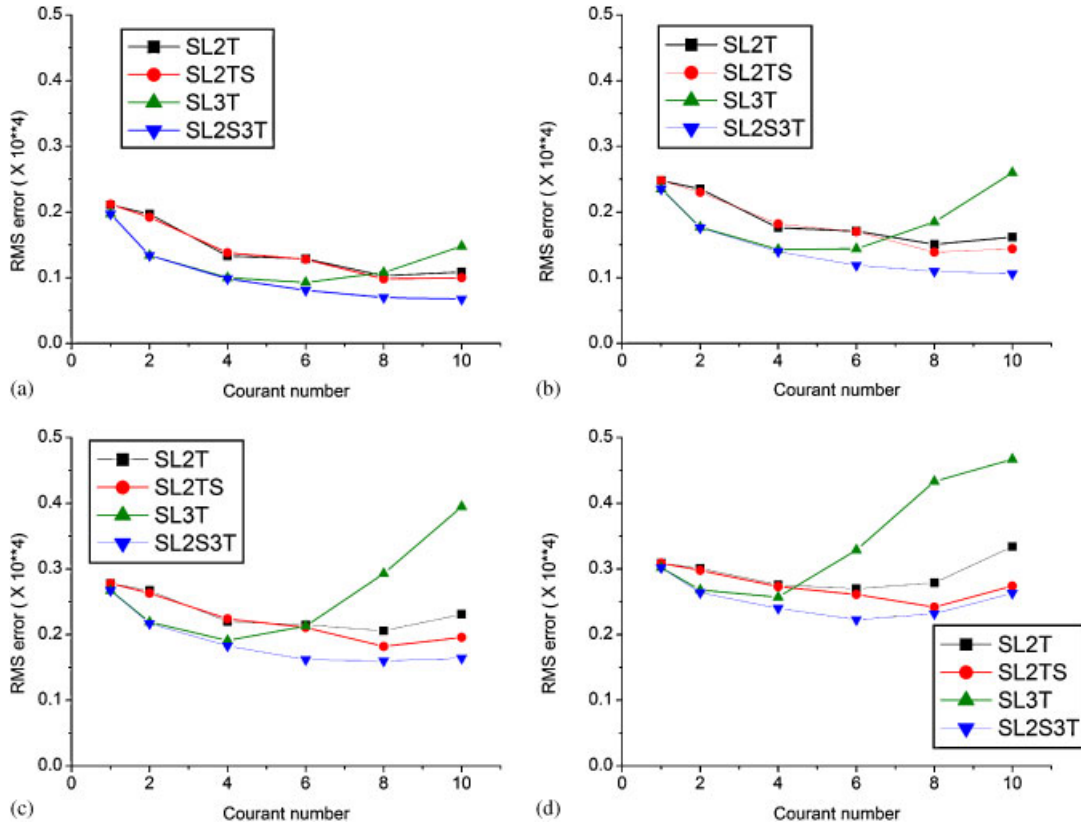 0.5
0.4
0.3
0.2
0.1
0.0
RMS error ( X 10**4)
SL2T
SL2TS
SL3T
SL2S3T
0 2 4 6 8 10
Courant number
(a)
0.5
0.4
0.3
0.2
0.1
0.0
RMS error ( X 10**4)
SL2T
SL2TS
SL3T
SL2S3T
0 2 4 6 8 10
Courant number
(b)
0.5
0.4
0.3
0.2
0.1
0.0
RMS error ( X 10**4)
SL2T
SL2TS
SL3T
SL2S3T
0 2 4 6 8 10
Courant number
(c)
0.5
0.4
0.3
0.2
0.1
0.0
RMS error ( X 10**4)
SL2T
SL2TS
SL3T
SL2S3T
0 2 4 6 8 10
Courant number
(d)